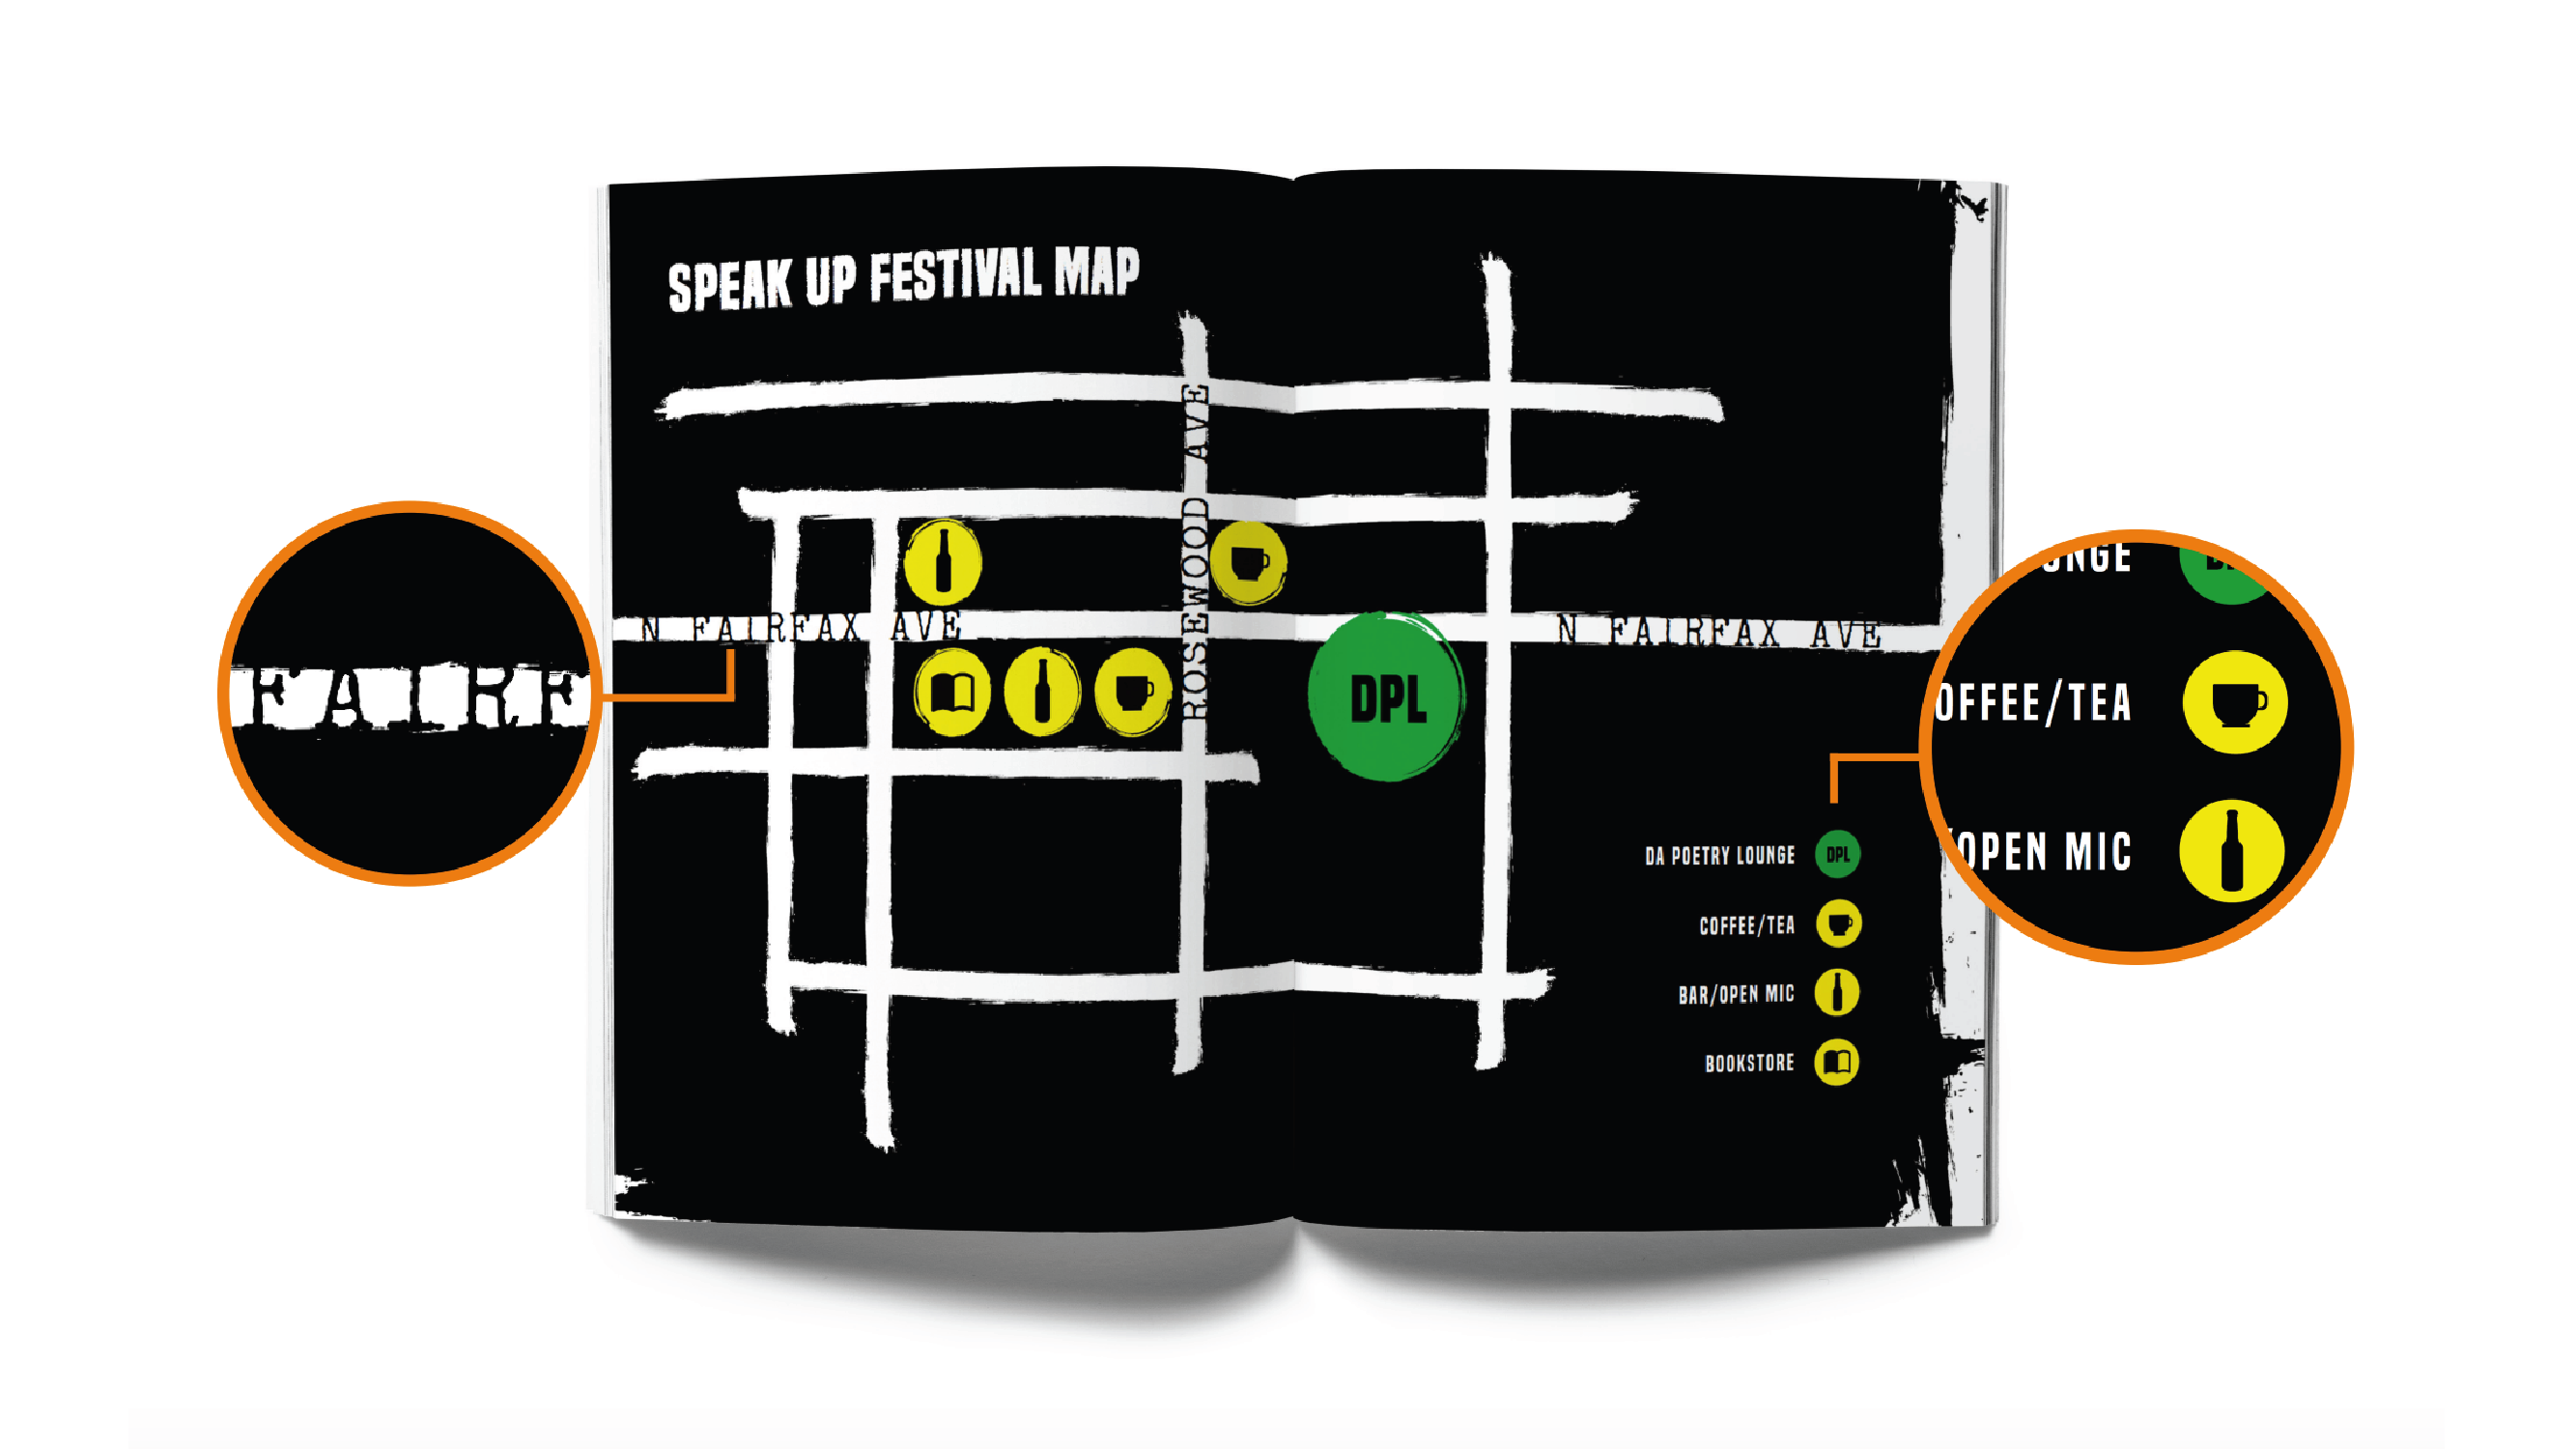 SPEAK UP FESTIVAL MAP
ROSEWOOD AVE
N FAIRFAX AVE
N FAIRFAX AVE
DPL
FAIRF
UNGE
OFFEE/TEA
/OPEN MIC
DA POETRY LOUNGE DPL
COFFEE/TEA
BAR/OPEN MIC
BOOKSTORE